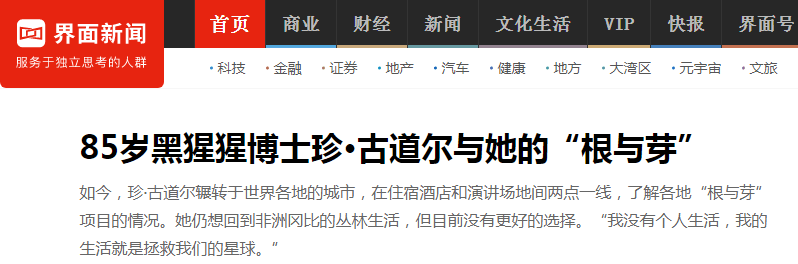 界面新闻
服务于独立思考的人群
首页 商业 财经 新闻 文化生活 VIP 快报 界面号
•科技 •金融 •证券 •地产 •汽车 •健康 •地方 •大湾区 •元宇宙 •文旅
85岁黑猩猩博士珍·古道尔与她的“根与芽”
如今，珍·古道尔辗转于世界各地的城市，在住宿酒店和演讲场地间两点一线，了解各地“根与芽”
项目的情况。她仍想回到非洲冈比的丛林生活，但目前没有更好的选择。“我没有个人生活，我的
生活就是拯救我们的星球。”